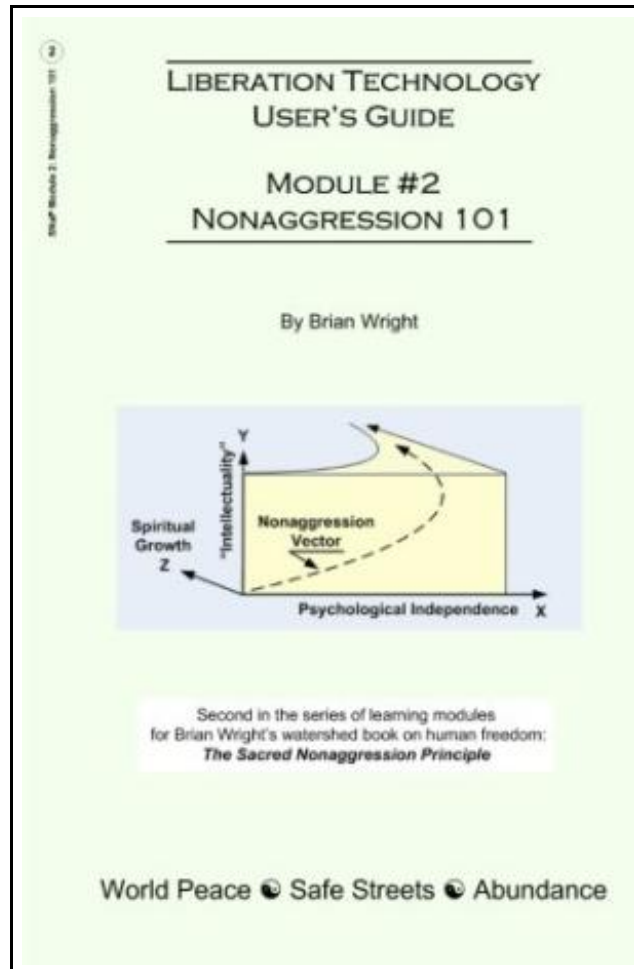 2
SNaP Module 2: Nonaggression 101
LIBERATION TECHNOLOGY
USER'S GUIDE
MODULE #2
NONAGGRESSION 101
By Brian Wright
Y
"Intellectuality"
Spiritual
Growth
Z
Nonaggression
Vector
Psychological Independence X
Second in the series of learning modules
for Brian Wright's watershed book on human freedom:
The Sacred Nonaggression Principle
World Peace ☯ Safe Streets ☯ Abundance